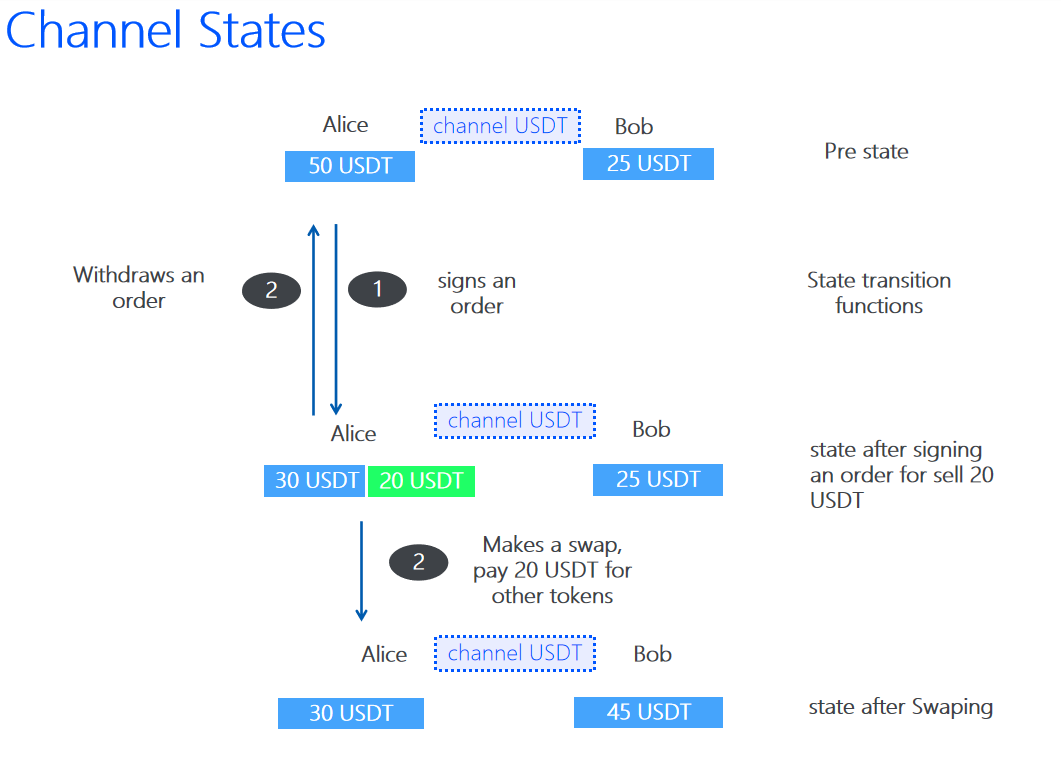 Channel States
Alice
channel USDT
Bob
50 USDT
25 USDT
Pre state
Withdraws an
order
2
1
signs an
order
State transition
functions
Alice
channel USDT
Bob
30 USDT
20 USDT
25 USDT
state after signing
an order for sell 20
USDT
2
Makes a swap,
pay 20 USDT for
other tokens
Alice
channel USDT
Bob
30 USDT
45 USDT
state after Swaping